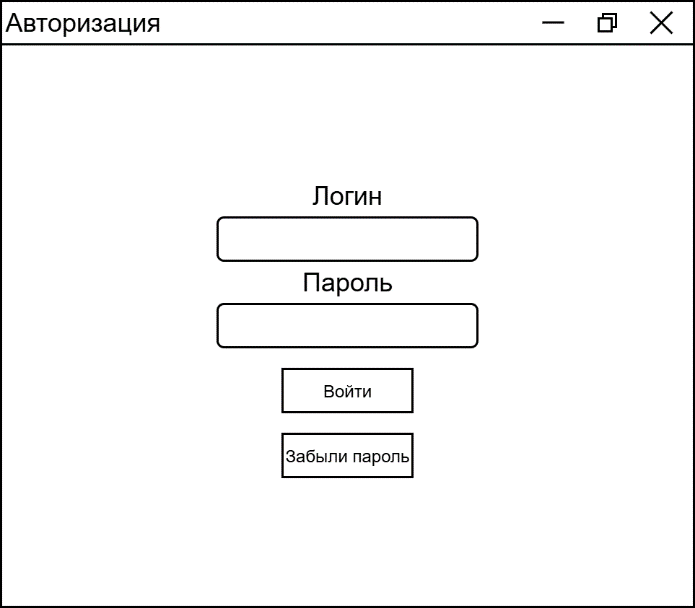 Авторизация
Логин
Пароль
Войти
Забыли пароль